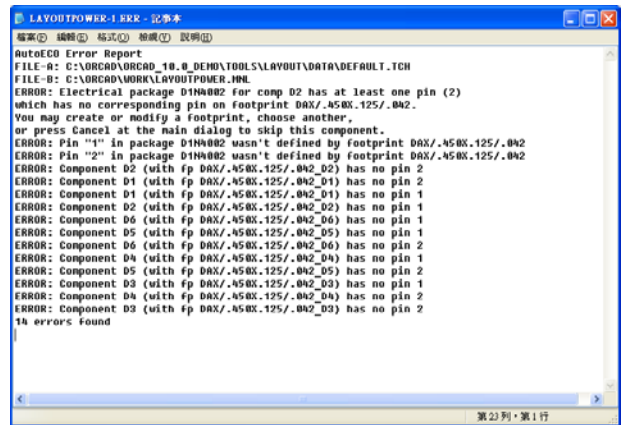 LAYOUTPOWER-1.ERR - 記事本
檔案(F) 編輯(E) 格式(O) 檢視(V) 說明(H)
AutoECO Error Report
FILE-A: C:\ORCAD\ORCAD_10.0_DEMO\TOOLS\LAYOUT\DATA\DEFAULT.TCH
FILE-B: C:\ORCAD\WORK\LAYOUTPOWER.MNL
ERROR: Electrical package D1N4002 for comp D2 has at least one pin (2)
which has no corresponding pin on footprint DAX/.450X.125/.042.
You may create or modify a footprint, choose another,
or press Cancel at the main dialog to skip this component.
ERROR: Pin "1" in package D1N4002 wasn't defined by footprint DAX/.450X.125/.042
ERROR: Pin "2" in package D1N4002 wasn't defined by footprint DAX/.450X.125/.042
ERROR: Component D2 (with fp DAX/.450X.125/.042_D2) has no pin 2
ERROR: Component D1 (with fp DAX/.450X.125/.042_D1) has no pin 2
ERROR: Component D1 (with fp DAX/.450X.125/.042_D1) has no pin 1
ERROR: Component D2 (with fp DAX/.450X.125/.042_D2) has no pin 1
ERROR: Component D6 (with fp DAX/.450X.125/.042_D6) has no pin 1
ERROR: Component D5 (with fp DAX/.450X.125/.042_D5) has no pin 1
ERROR: Component D6 (with fp DAX/.450X.125/.042_D6) has no pin 2
ERROR: Component D4 (with fp DAX/.450X.125/.042_D4) has no pin 1
ERROR: Component D5 (with fp DAX/.450X.125/.042_D5) has no pin 2
ERROR: Component D3 (with fp DAX/.450X.125/.042_D3) has no pin 1
ERROR: Component D4 (with fp DAX/.450X.125/.042_D4) has no pin 2
ERROR: Component D3 (with fp DAX/.450X.125/.042_D3) has no pin 2
14 errors found
第 23 列，第 1 行